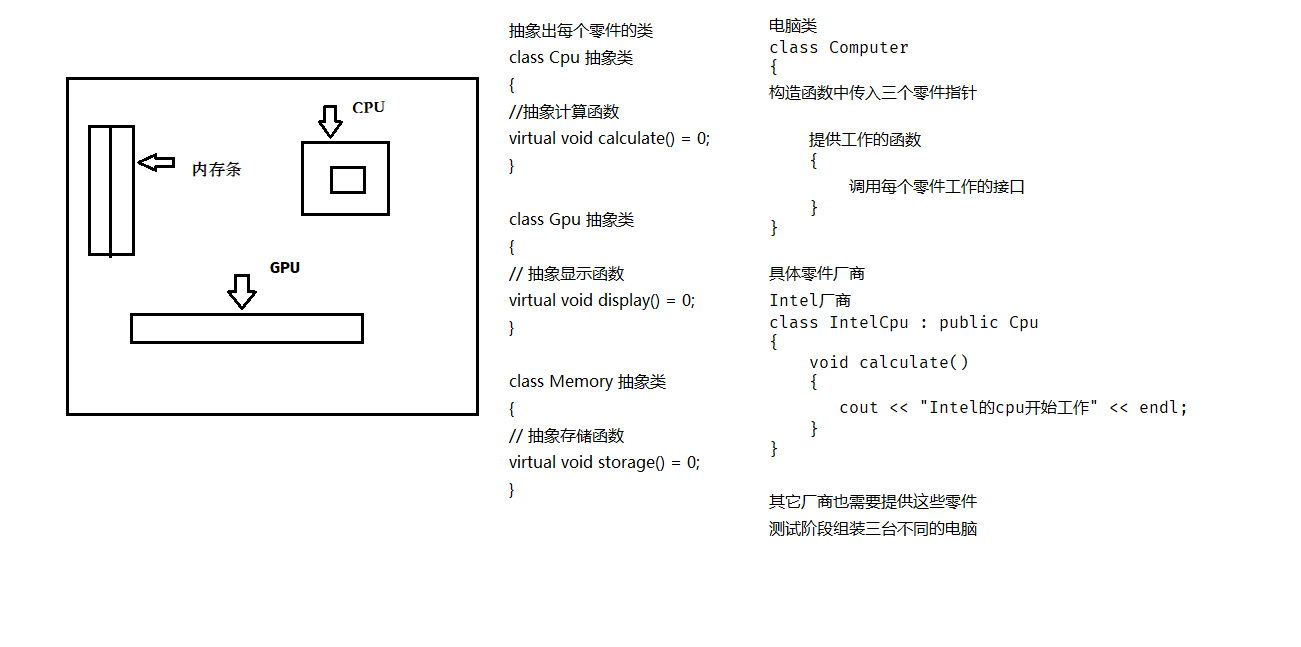 CPU
内存条
GPU
抽象出每个零件的类
class Cpu 抽象类
{
//抽象计算函数
virtual void calculate() = 0;
}
class Gpu 抽象类
{
// 抽象显示函数
virtual void display() = 0;
}
class Memory 抽象类
{
// 抽象存储函数
virtual void storage() = 0;
}
电脑类
class Computer
{
构造函数中传入三个零件指针
提供工作的函数
{
调用每个零件工作的接口
}
}
具体零件厂商
Intel厂商
class IntelCpu : public Cpu
{
void calculate()
{
cout << "Intel的cpu开始工作" << endl;
}
}
其它厂商也需要提供这些零件
测试阶段组装三台不同的电脑